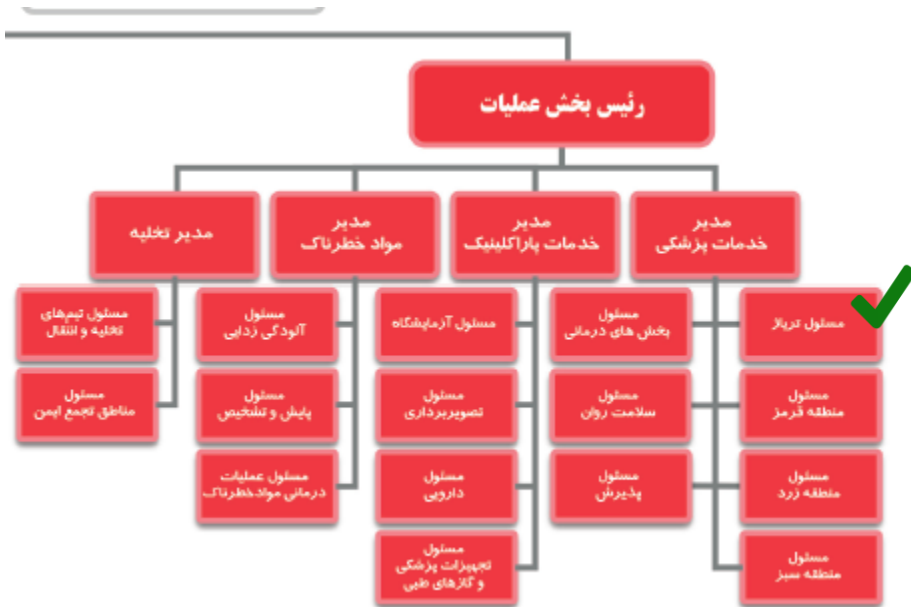 رئیس بخش عملیات
مدیر
خدمات پزشکی
مدیر
خدمات پاراکلینیک
مدیر
مواد خطرناک
مدیر تخلیه
مسئول تریاژ
مسئول
بخش های درمانی
مسئول آزمایشگاه
مسئول
آلودگی زدایی
مسئول تیم‌های
تخلیه و انتقال
مسئول
منطقه قرمز
مسئول
سلامت روان
مسئول
تصویربرداری
مسئول
پایش و تشخیص
مسئول
مناطق تجمع ایمن
مسئول
منطقه زرد
مسئول
پذیرش
مسئول
دارویی
مسئول عملیات
درمانی مواد خطرناک
مسئول
منطقه سبز
مسئول
تجهیزات پزشکی
و گازهای طبی